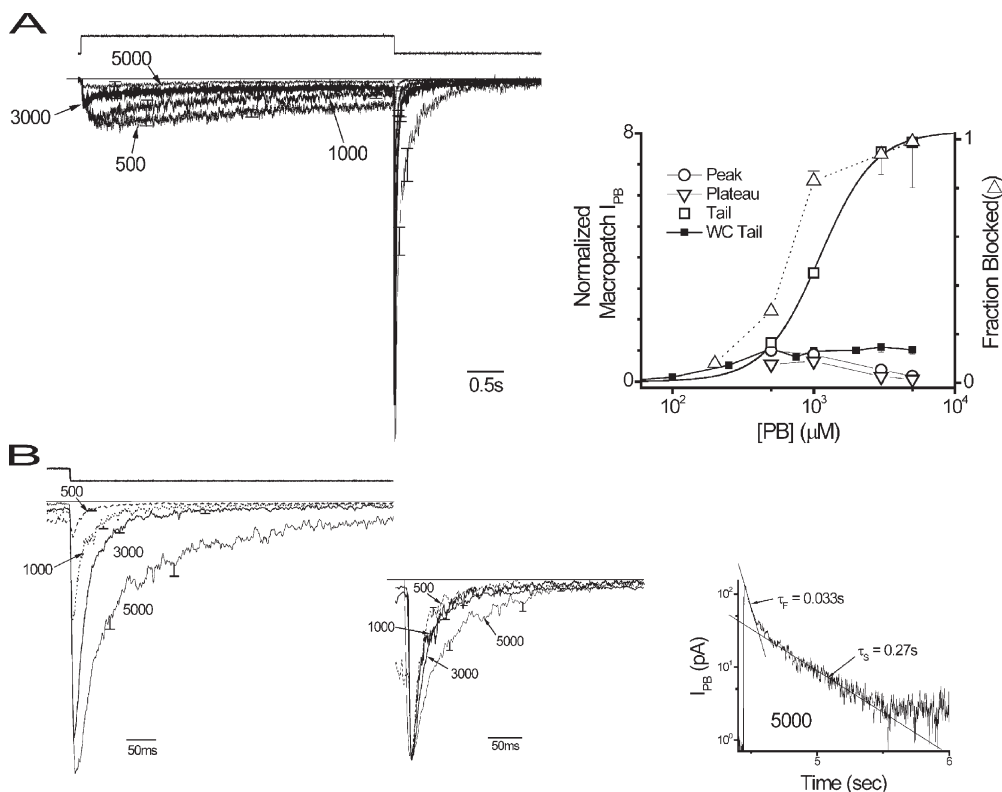 A
5000
3000
500
1000
0.5s
8
0
Normalized
Macropatch I_PB
Peak
Plateau
Tail
WC Tail
1
0
Fraction Blocked(△)
10^2
10^3
10^4
[PB] (μM)
B
500
1000
3000
5000
50ms
500
1000
5000
3000
50ms
10^2
10^1
10^0
I_PB (pA)
τ_F = 0.033s
τ_S = 0.27s
5000
5
6
Time (sec)